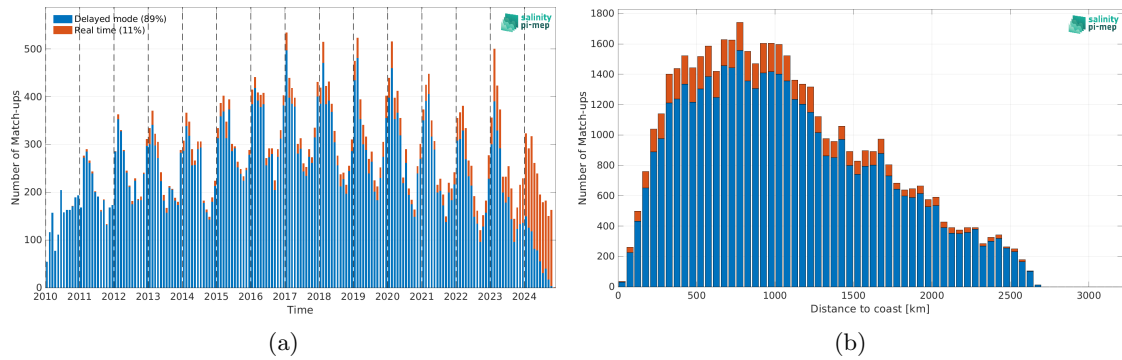 Delayed mode (89%)
Real time (11%)
salinity
pi-mep
Number of Match-ups
500
400
300
200
100
0
2010 2011 2012 2013 2014 2015 2016 2017 2018 2019 2020 2021 2022 2023 2024
Time
(a)
salinity
pi-mep
Number of Match-ups
1800
1600
1400
1200
1000
800
600
400
200
0
0 500 1000 1500 2000 2500 3000
Distance to coast [km]
(b)